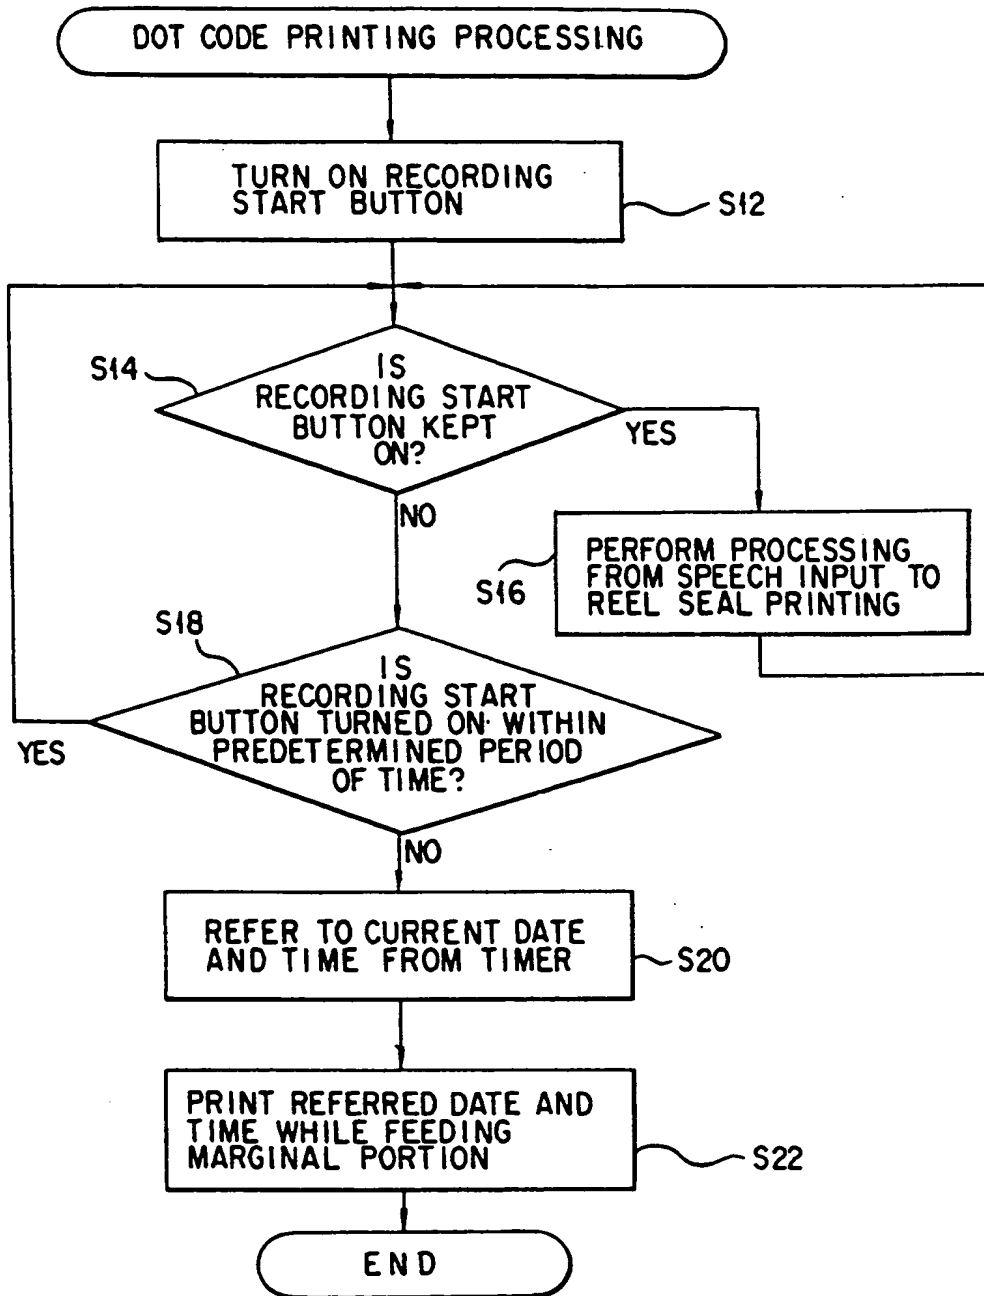 DOT CODE PRINTING PROCESSING
TURN ON RECORDING
START BUTTON
S12
S14
IS
RECORDING START
BUTTON KEPT
ON?
YES
NO
PERFORM PROCESSING
FROM SPEECH INPUT TO
REEL SEAL PRINTING
S16
S18
IS
RECORDING START
BUTTON TURNED ON WITHIN
PREDETERMINED PERIOD
OF TIME?
YES
NO
REFER TO CURRENT DATE
AND TIME FROM TIMER
S20
PRINT REFERRED DATE AND
TIME WHILE FEEDING
MARGINAL PORTION
S22
END